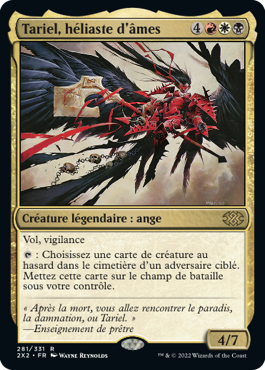 Tariel, héliaste d'âmes 4
Créature légendaire : ange
Vol, vigilance
: Choisissez une carte de créature au
hasard dans le cimetière d'un adversaire ciblé.
Mettez cette carte sur le champ de bataille
sous votre contrôle.
« Après la mort, vous allez rencontrer le paradis,
la damnation, ou Tariel. »
—Enseignement de prêtre
4/7
281/331 R
2X2 • FR WAYNE REYNOLDS
™ & © 2022 Wizards of the Coast